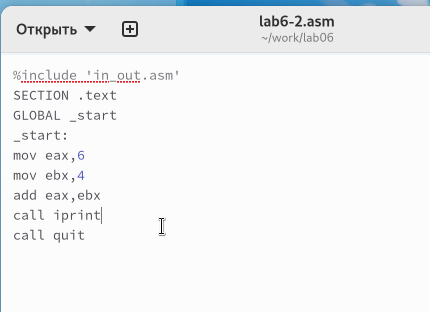 Открыть
lab6-2.asm
~/work/lab06
%include 'in_out.asm'
SECTION .text
GLOBAL _start
_start:
mov eax,6
mov ebx,4
add eax,ebx
call iprint
call quit